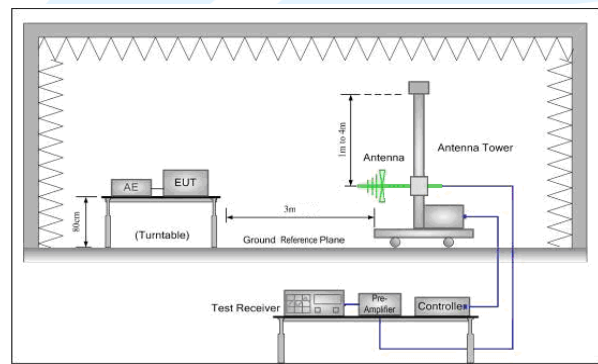 1m to 4m
Antenna
Antenna Tower
AE
EUT
80cm
(Turntable)
3m
Ground Reference Plane
Test Receiver
Pre-
Amplifier
Controller